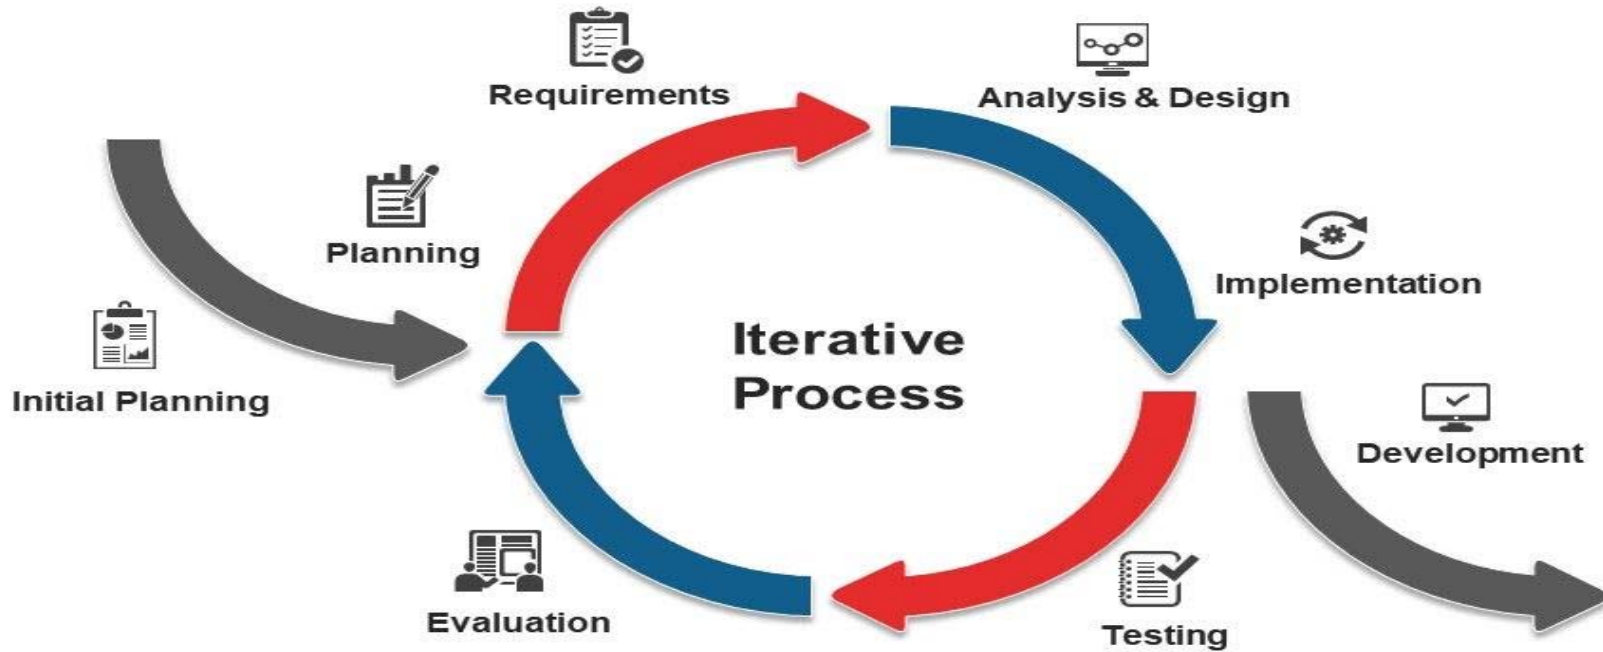 Requirements
Analysis & Design
Planning
Implementation
Iterative
Process
Initial Planning
Development
Evaluation
Testing